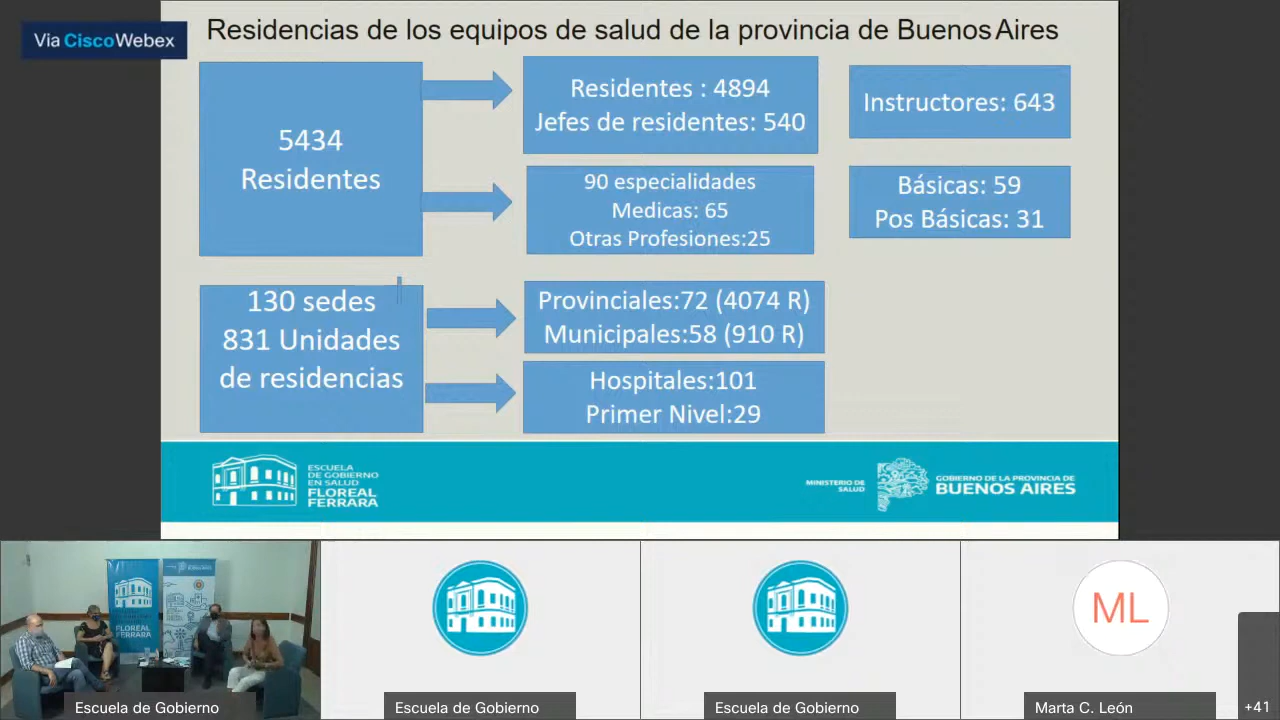 Vía Cisco Webex
Residencias de los equipos de salud de la provincia de Buenos Aires
5434
Residentes
Residentes : 4894
Jefes de residentes: 540
Instructores: 643
90 especialidades
Medicas: 65
Otras Profesiones:25
Básicas: 59
Pos Básicas: 31
130 sedes
831 Unidades
de residencias
Provinciales:72 (4074 R)
Municipales:58 (910 R)
Hospitales:101
Primer Nivel:29
ESCUELA
DE GOBIERNO
EN SALUD
FLOREAL
FERRARA
MINISTERIO DE
SALUD
GOBIERNO DE LA PROVINCIA DE
BUENOS AIRES
FLOREAL
FERRARA
ML
Escuela de Gobierno
Escuela de Gobierno
Escuela de Gobierno
Marta C. León
+41